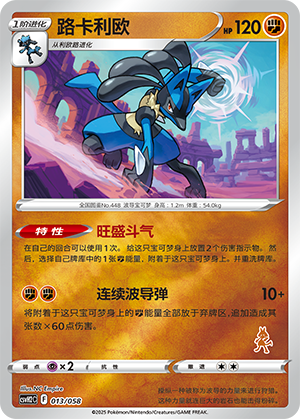 1阶进化 路卡利欧 HP 120
从利欧路进化
全国图鉴No.448 波导宝可梦 身高：1.2m 体重：54.0kg
特性 旺盛斗气
在自己的回合可以使用1次。给这只宝可梦身上放置2个伤害指示物。然
后，选择自己牌库中的1张能量，附着于这只宝可梦身上。并重洗牌库。
连续波导弹 10+
将附着于这只宝可梦身上的能量全部放于弃牌区，追加造成其
张数×60点伤害。
弱点 ×2 抗性 撤退
Illus. NC Empire
F 013/058
©2025 Pokémon/Nintendo/Creatures/GAME FREAK.